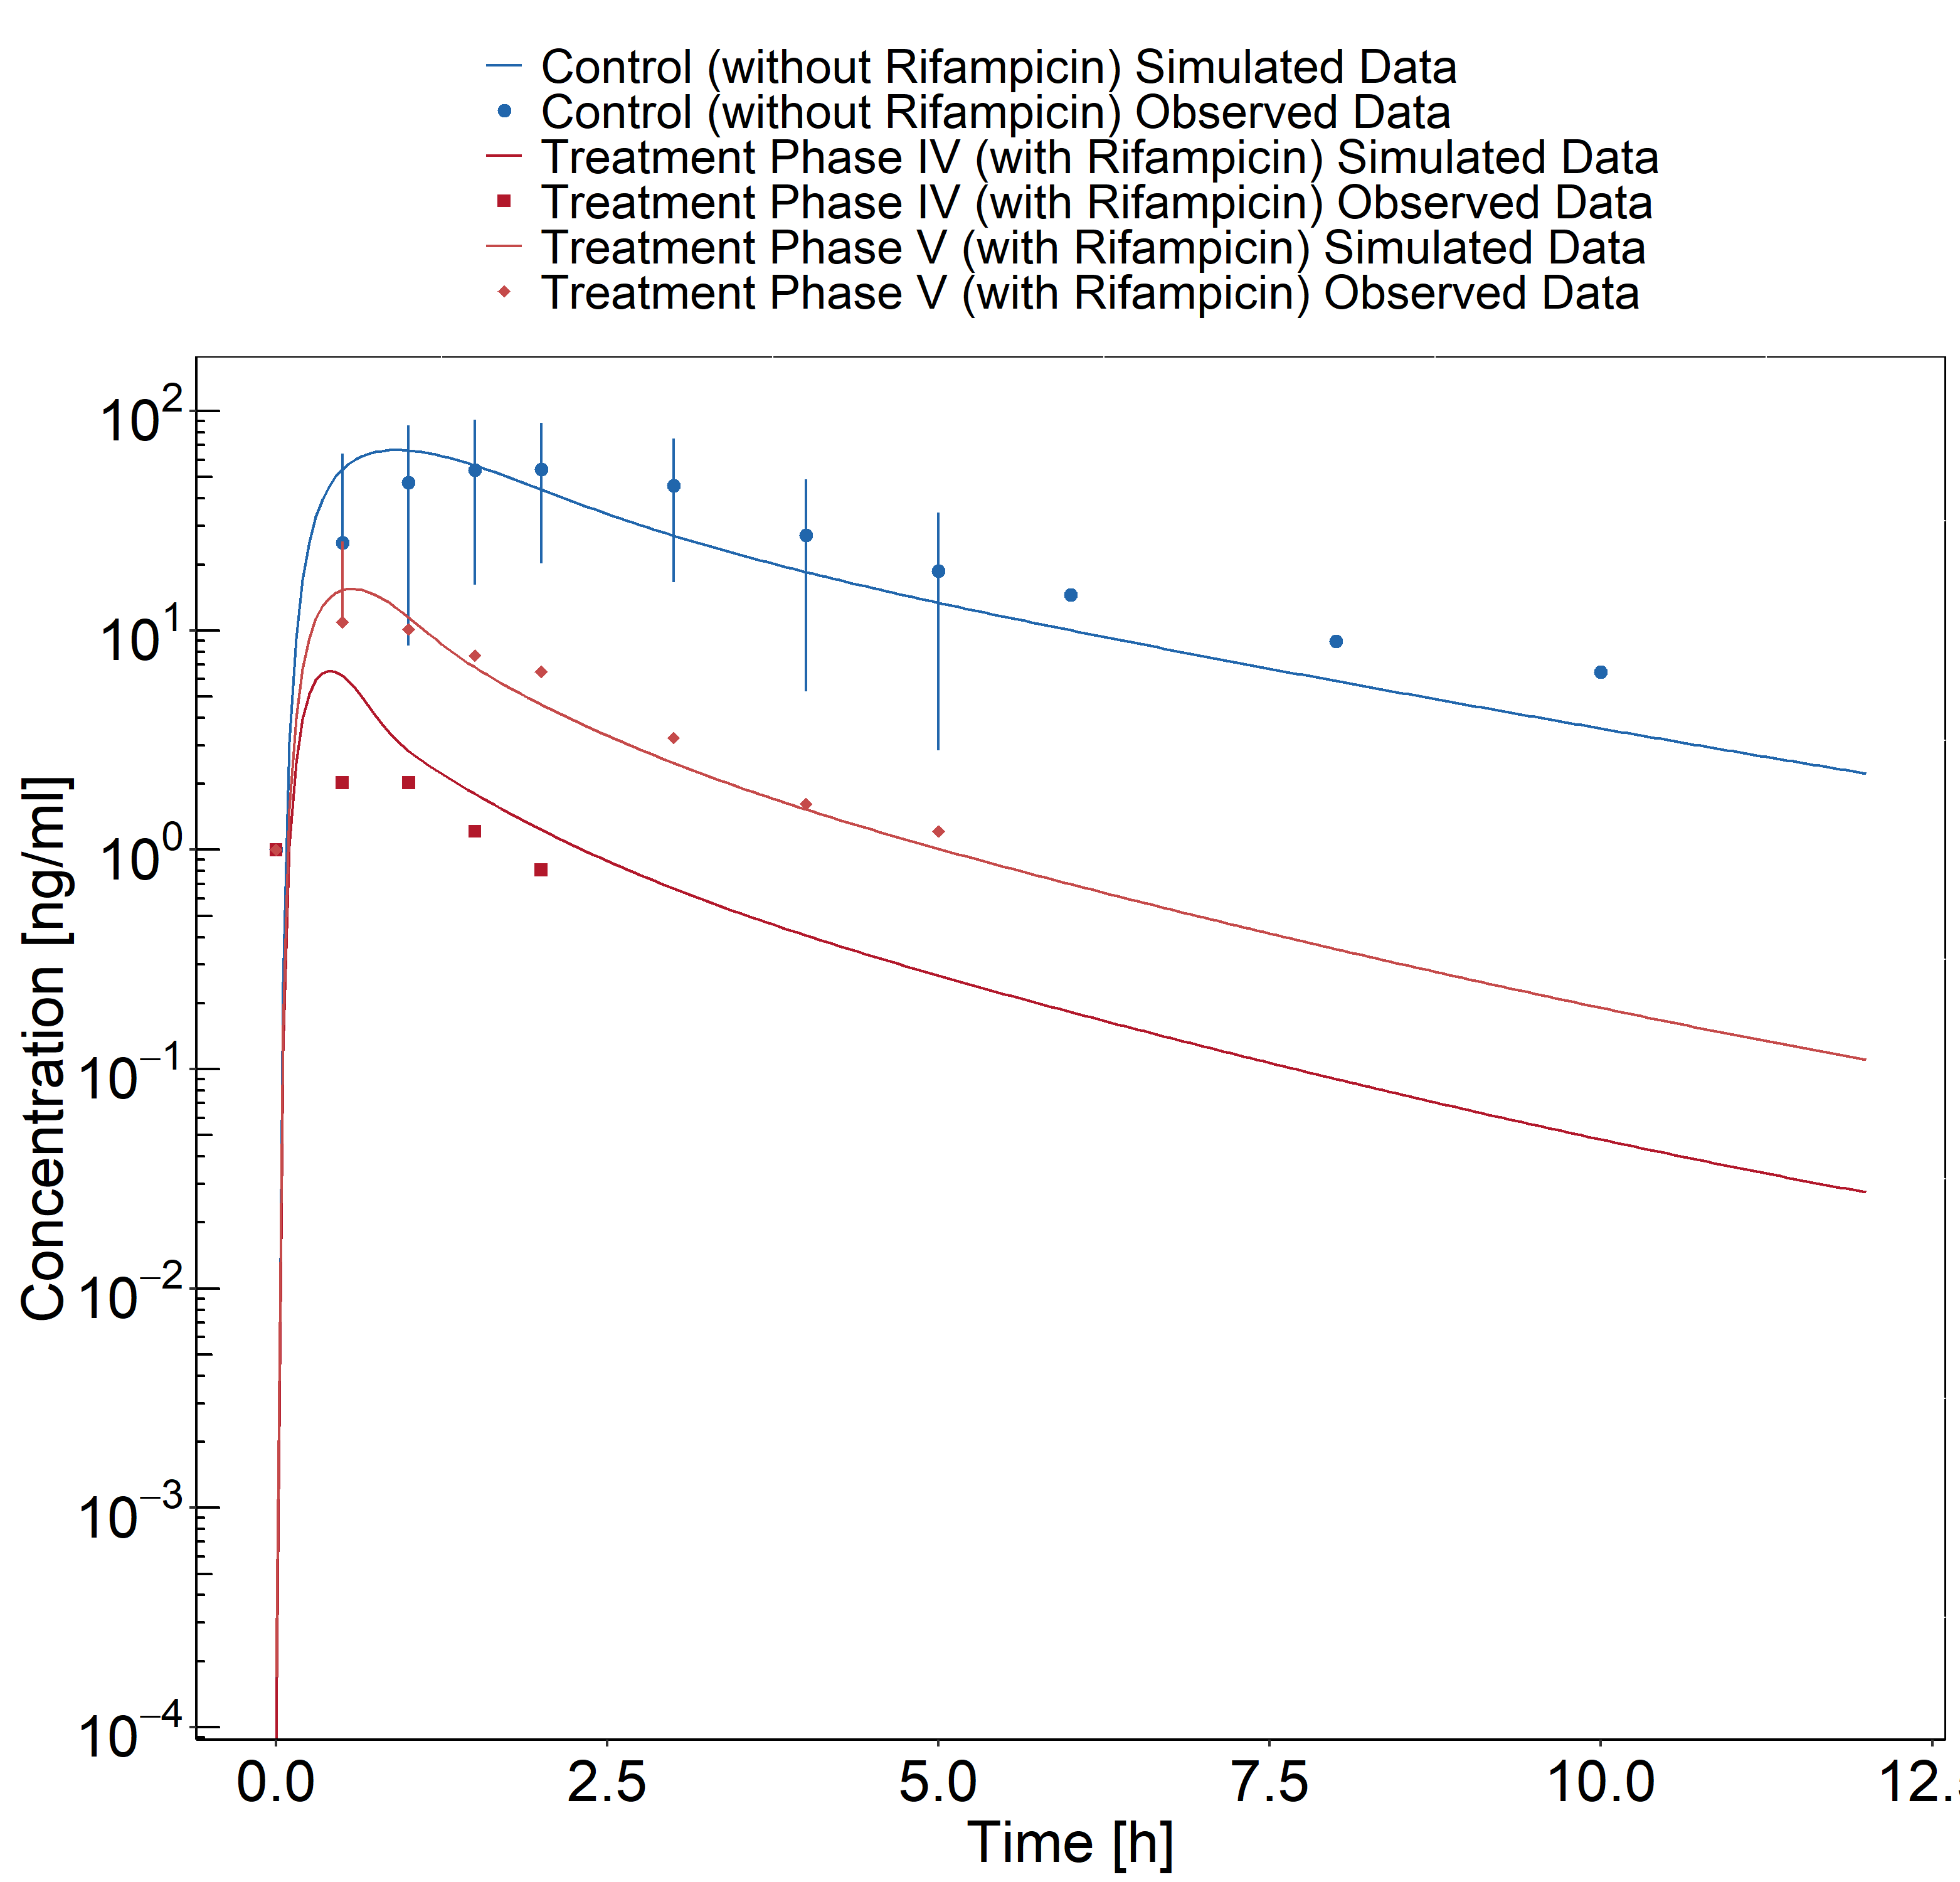 Control (without Rifampicin) Simulated Data
Control (without Rifampicin) Observed Data
Treatment Phase IV (with Rifampicin) Simulated Data
Treatment Phase IV (with Rifampicin) Observed Data
Treatment Phase V (with Rifampicin) Simulated Data
Treatment Phase V (with Rifampicin) Observed Data
10²
10¹
10⁰
10⁻¹
10⁻²
10⁻³
10⁻⁴
Concentration [ng/ml]
0.0 2.5 5.0 7.5 10.0 12.
Time [h]